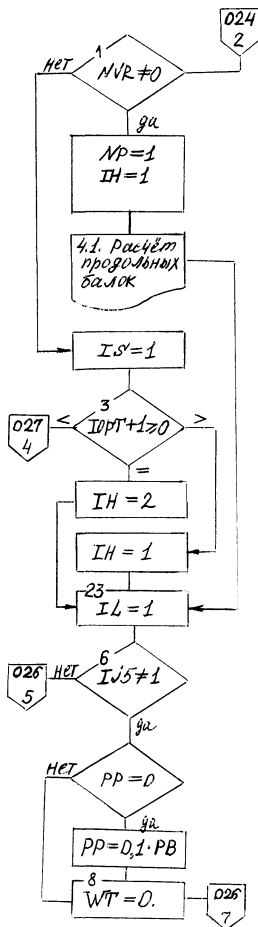 024
2
1
нет
NVR≠0
да
NP=1
IH=1
4.1. Расчёт
продольных
балок
IS=1
3
<
IOPT+1≥0
>
027
4
=
IH=2
IH=1
23
IL=1
6
026
5
нет
IJ5≠1
да
нет
PP=0
да
PP=0,1·PB
8
WT=0.
026
7